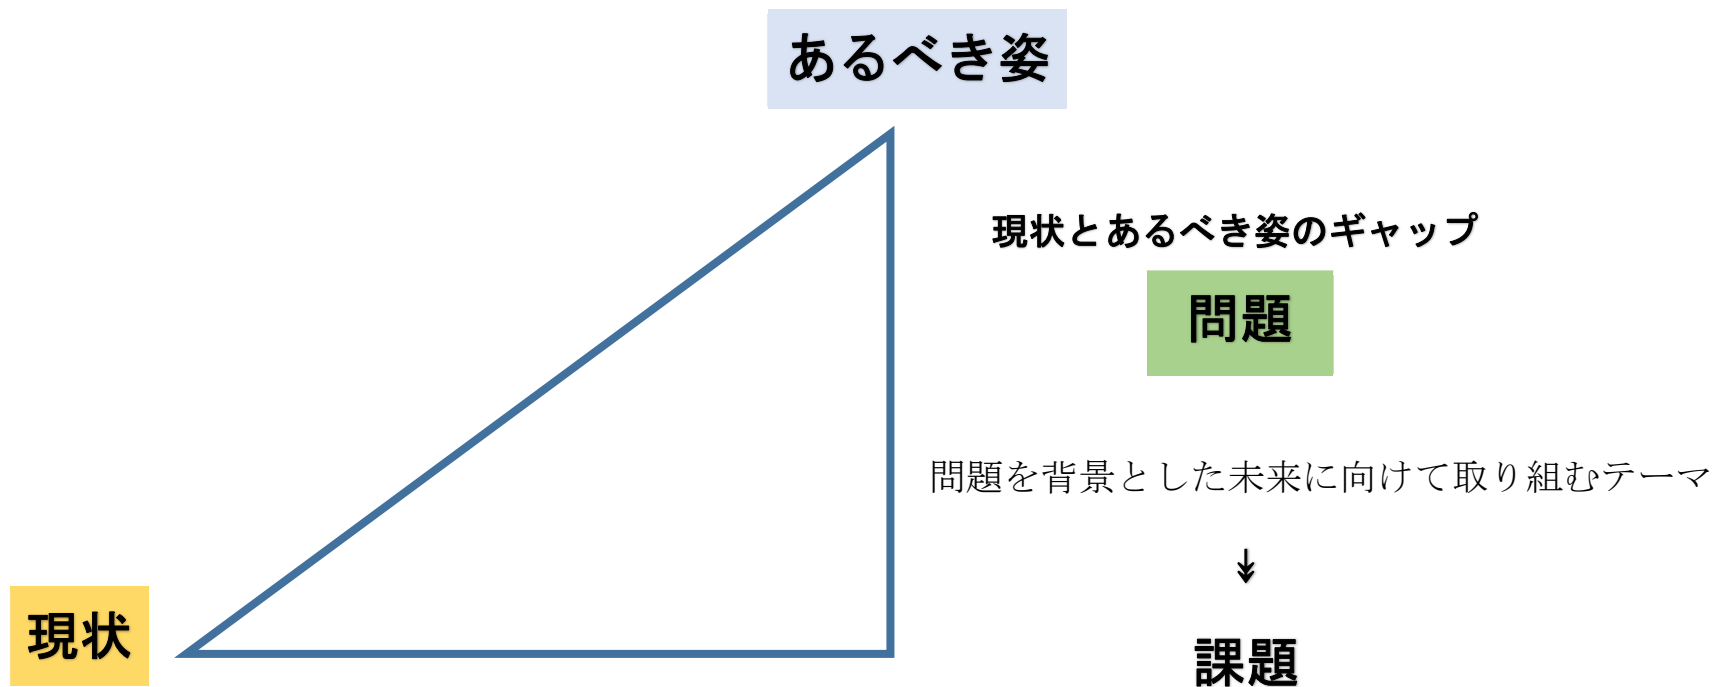 あるべき姿
現状とあるべき姿のギャップ
問題
問題を背景とした未来に向けて取り組むテーマ
↡
現状
課題